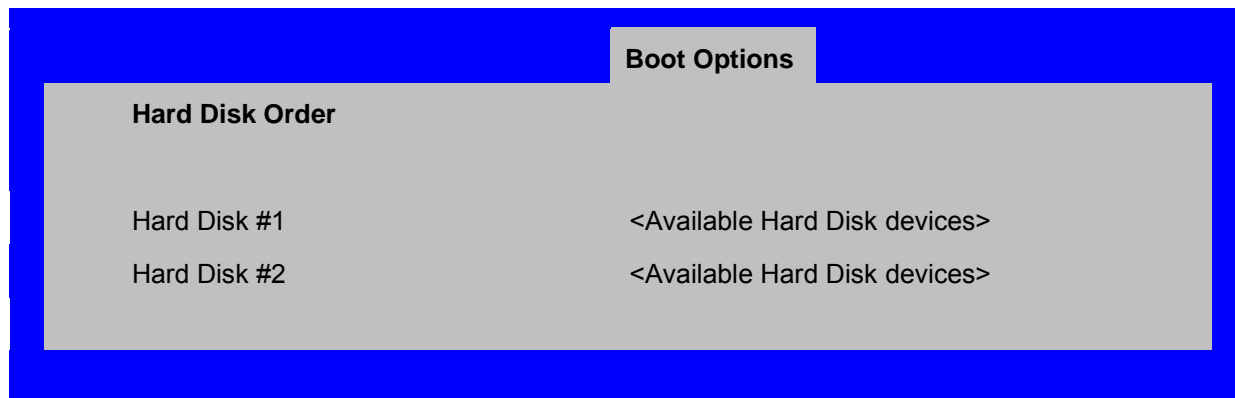 Boot Options
Hard Disk Order
Hard Disk #1 <Available Hard Disk devices>
Hard Disk #2 <Available Hard Disk devices>